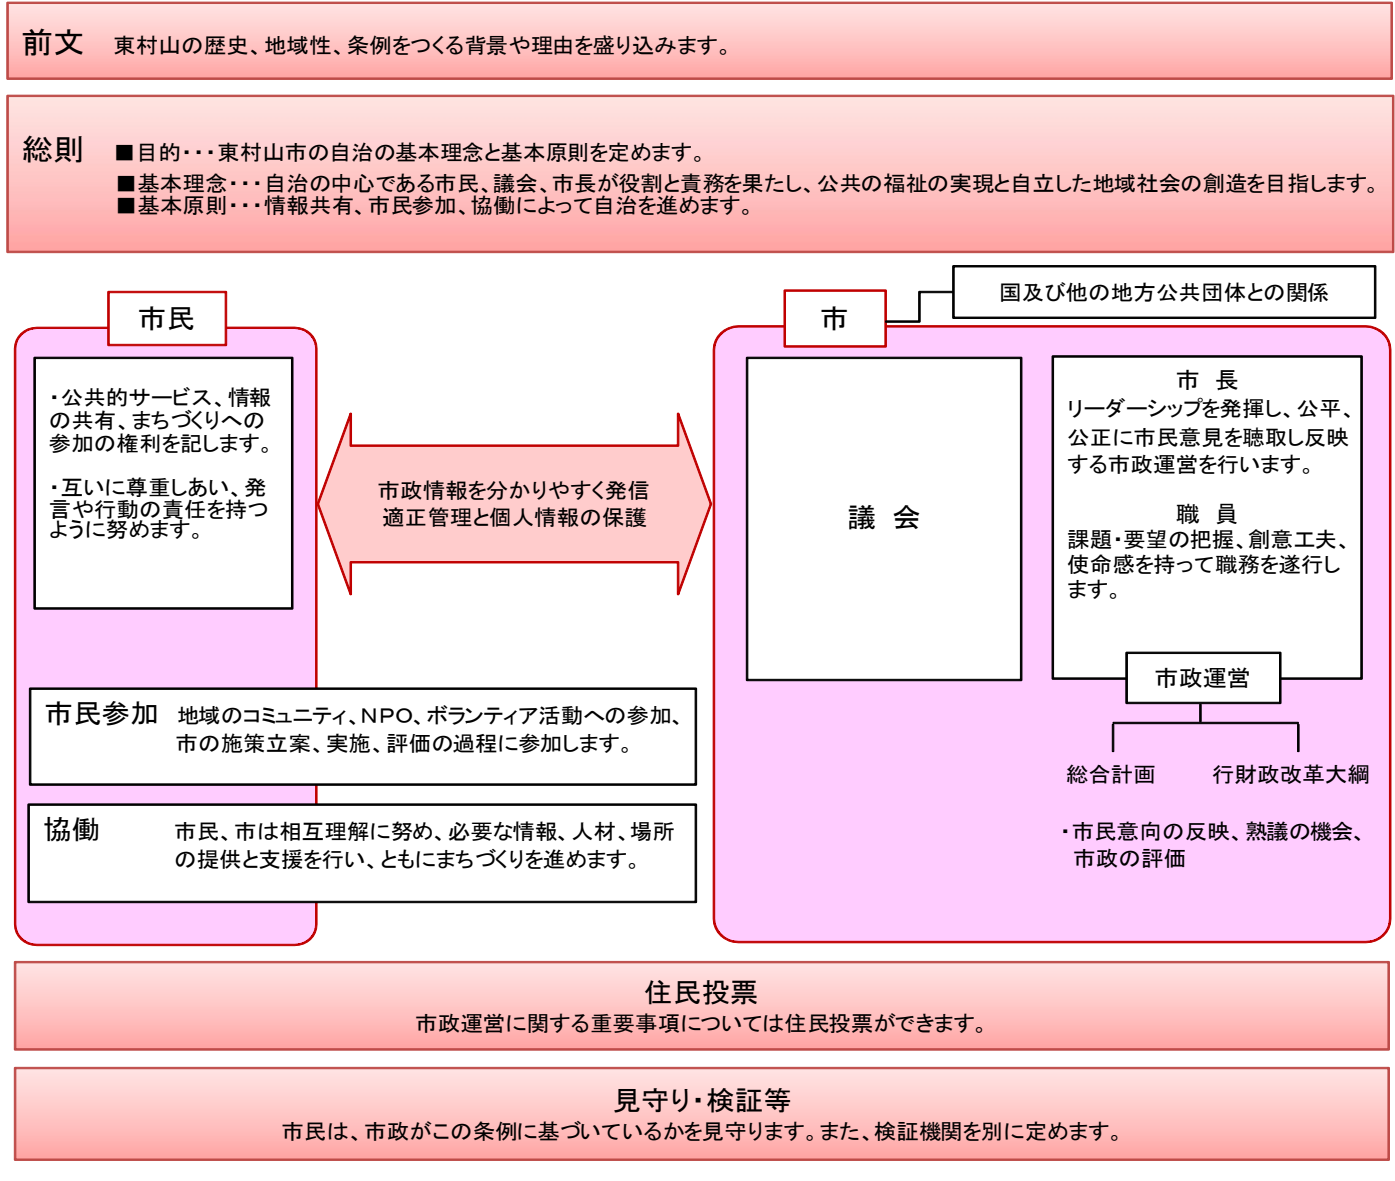 前文 東村山の歴史、地域性、条例をつくる背景や理由を盛り込みます。
総則 ■目的・・・東村山市の自治の基本理念と基本原則を定めます。
■基本理念・・・自治の中心である市民、議会、市長が役割と責務を果たし、公共の福祉の実現と自立した地域社会の創造を目指します。
■基本原則・・・情報共有、市民参加、協働によって自治を進めます。
市民
・公共的サービス、情報
の共有、まちづくりへの
参加の権利を記します。
・互いに尊重しあい、発
言や行動の責任を持つ
ように努めます。
市政情報を分かりやすく発信
適正管理と個人情報の保護
市
国及び他の地方公共団体との関係
議 会
市 長
リーダーシップを発揮し、公平、
公正に市民意見を聴取し反映
する市政運営を行います。
職 員
課題・要望の把握、創意工夫、
使命感を持って職務を遂行し
ます。
市政運営
総合計画 行財政改革大綱
・市民意向の反映、熟議の機会、
市政の評価
市民参加 地域のコミュニティ、NPO、ボランティア活動への参加、
市の施策立案、実施、評価の過程に参加します。
協働 市民、市は相互理解に努め、必要な情報、人材、場所
の提供と支援を行い、ともにまちづくりを進めます。
住民投票
市政運営に関する重要事項については住民投票ができます。
見守り・検証等
市民は、市政がこの条例に基づいているかを見守ります。また、検証機関を別に定めます。